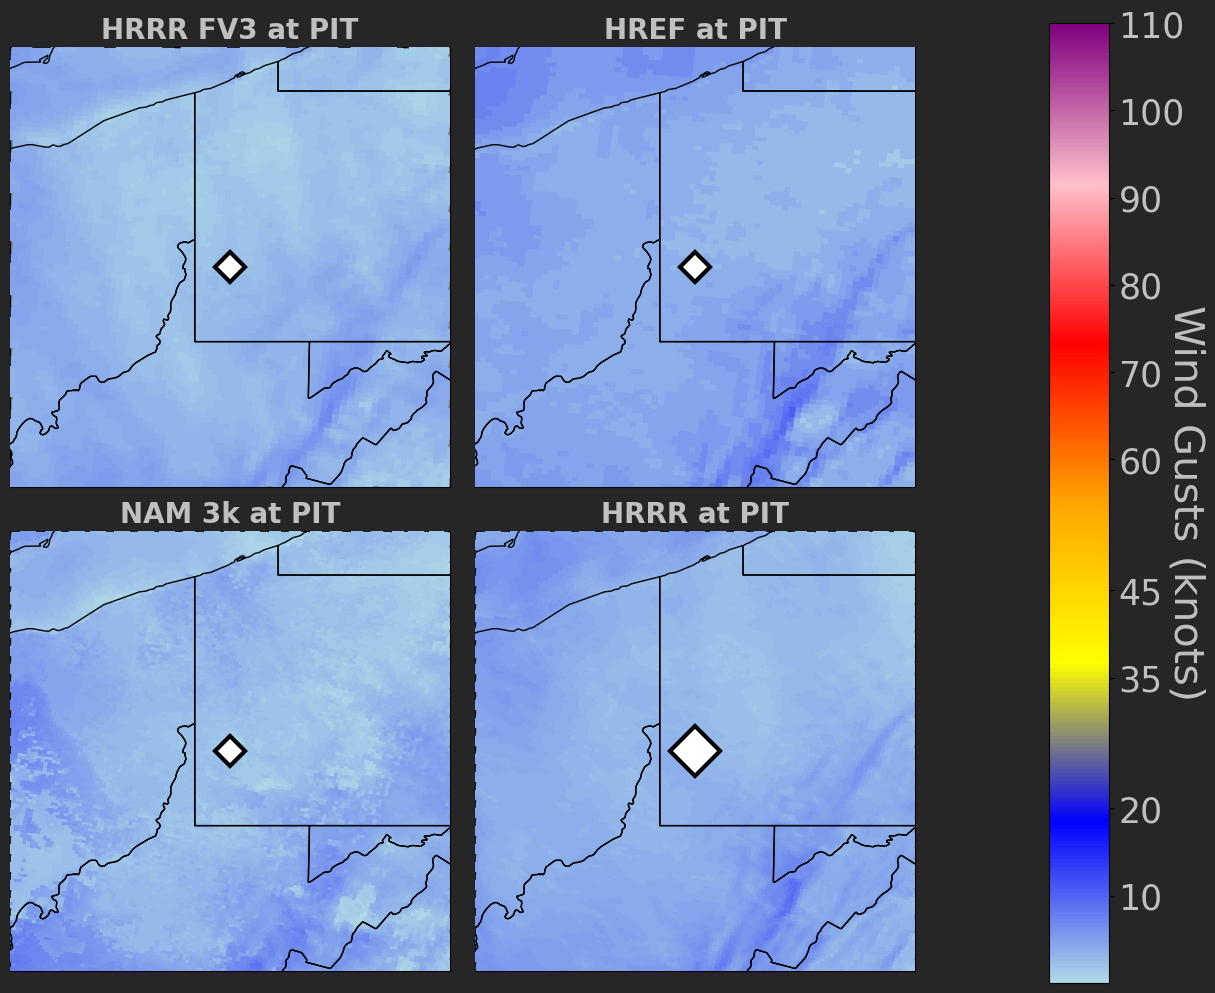 HRRR FV3 at PIT
HREF at PIT
NAM 3k at PIT
HRRR at PIT
110
100
90
80
70
60
45
35
20
10
Wind Gusts (knots)